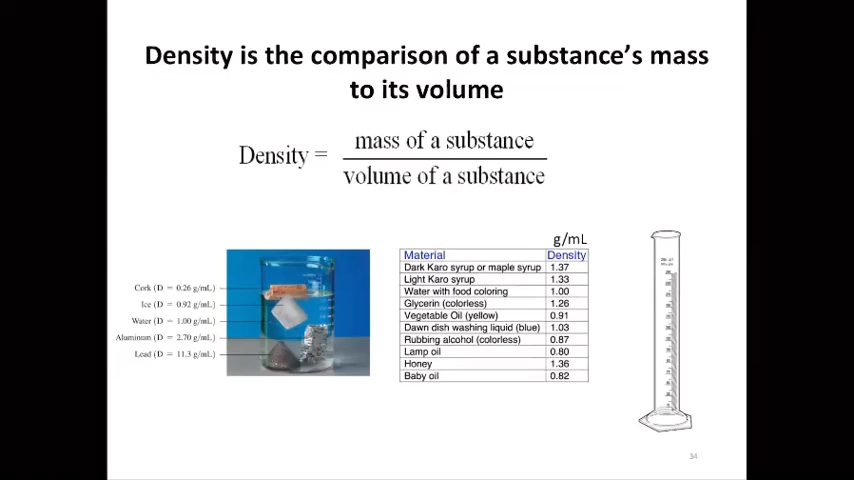 Density is the comparison of a substance's mass
to its volume
Density =
mass of a substance
volume of a substance
Cork (D = 0.26 g/mL)
Ice (D = 0.92 g/mL)
Water (D = 1.00 g/mL)
Aluminum (D = 2.70 g/mL)
Lead (D = 11.3 g/mL)
g/mL
Material Density
Dark Karo syrup or maple syrup 1.37
Light Karo syrup 1.33
Water with food coloring 1.00
Glycerin (colorless) 1.26
Vegetable Oil (yellow) 0.91
Dawn dish washing liquid (blue) 1.03
Rubbing alcohol (colorless) 0.87
Lamp oil 0.80
Honey 1.36
Baby oil 0.82
34